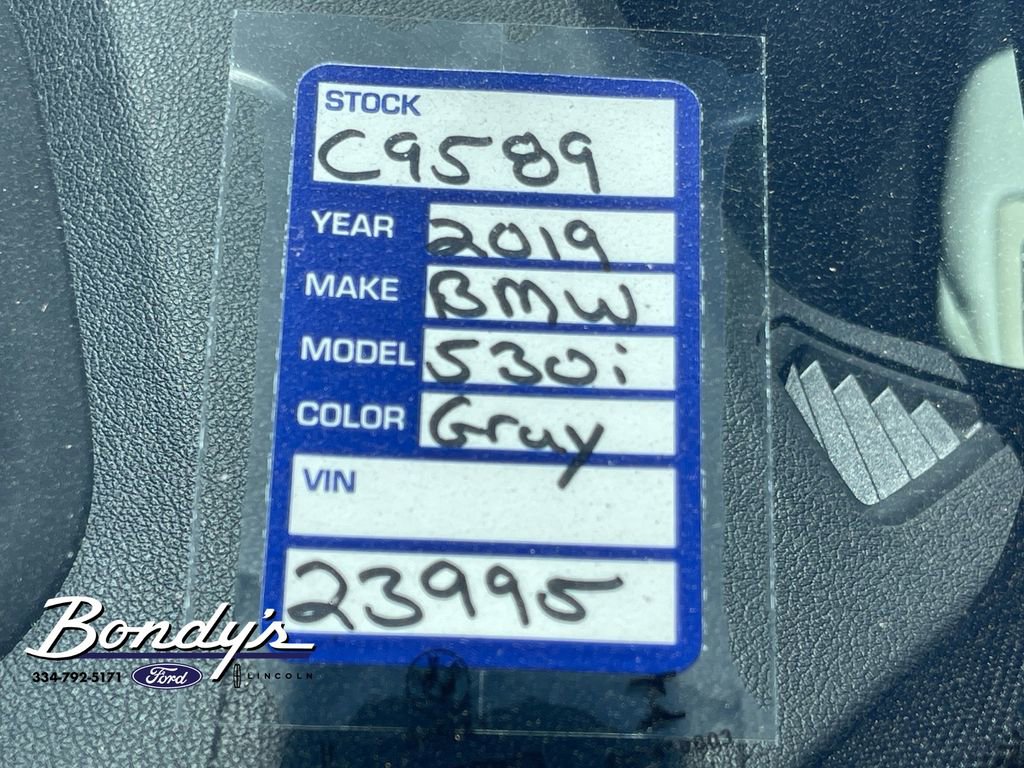 STOCK
C9589
YEAR 2019
MAKE BMW
MODEL 530i
COLOR Gray
VIN
23995
Bondy's
334-792-5171 Ford LINCOLN